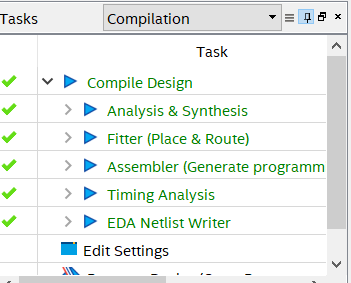 Tasks
Compilation
Task
Compile Design
Analysis & Synthesis
Fitter (Place & Route)
Assembler (Generate programm
Timing Analysis
EDA Netlist Writer
Edit Settings